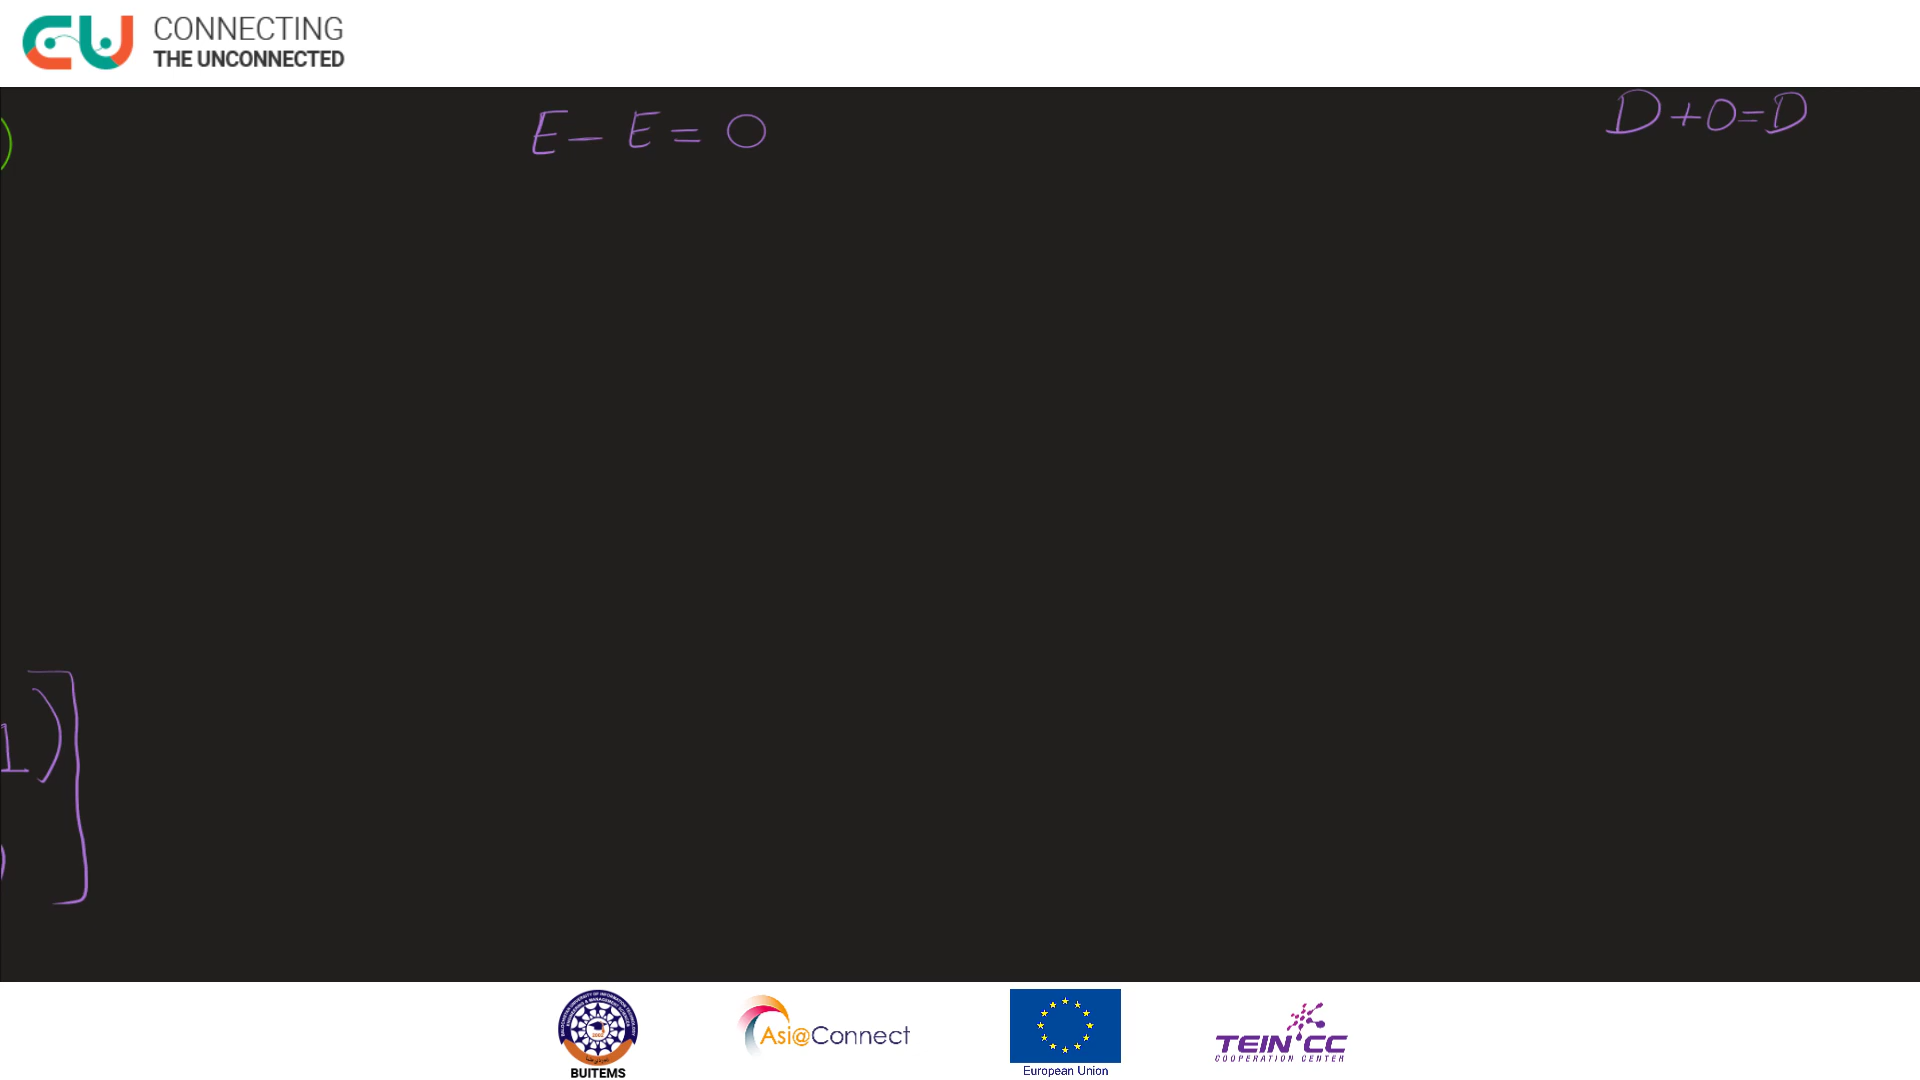 CONNECTING
THE UNCONNECTED
)
E - E = 0
D + 0 = D
1)
)
BUITEMS
Asi@Connect
European Union
TEIN*CC
COOPERATION CENTER